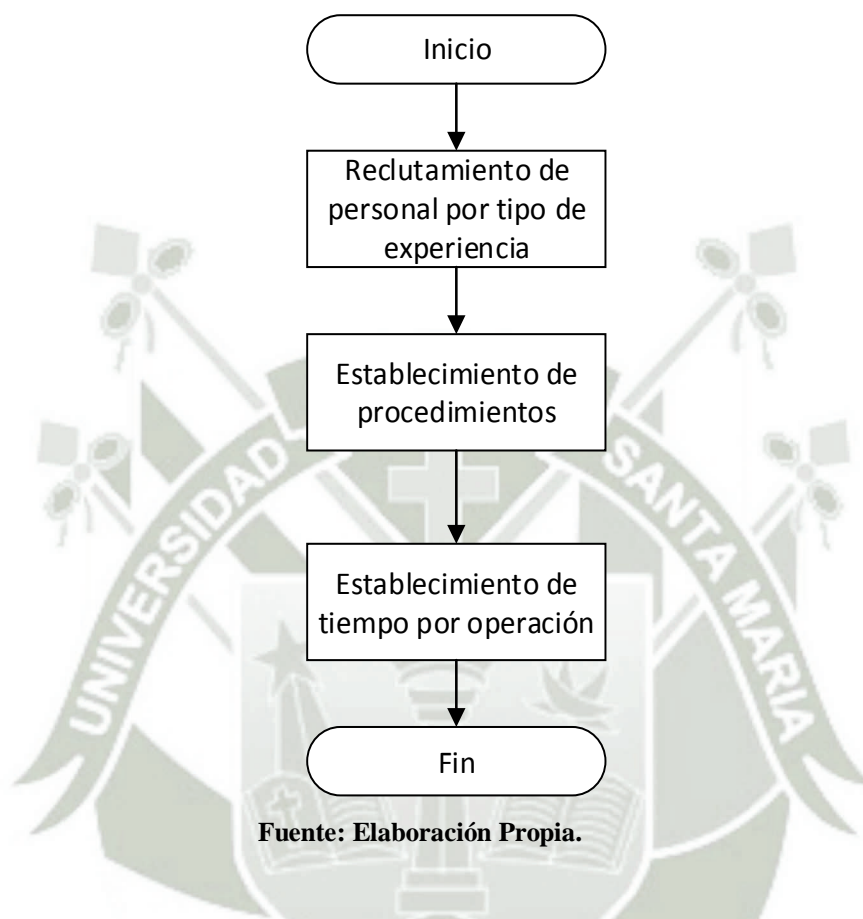 Inicio
Reclutamiento de
personal por tipo de
experiencia
Establecimiento de
procedimientos
UNIVERSIDAD
SANTA MARIA
Establecimiento de
tiempo por operación
Fin
Fuente: Elaboración Propia.